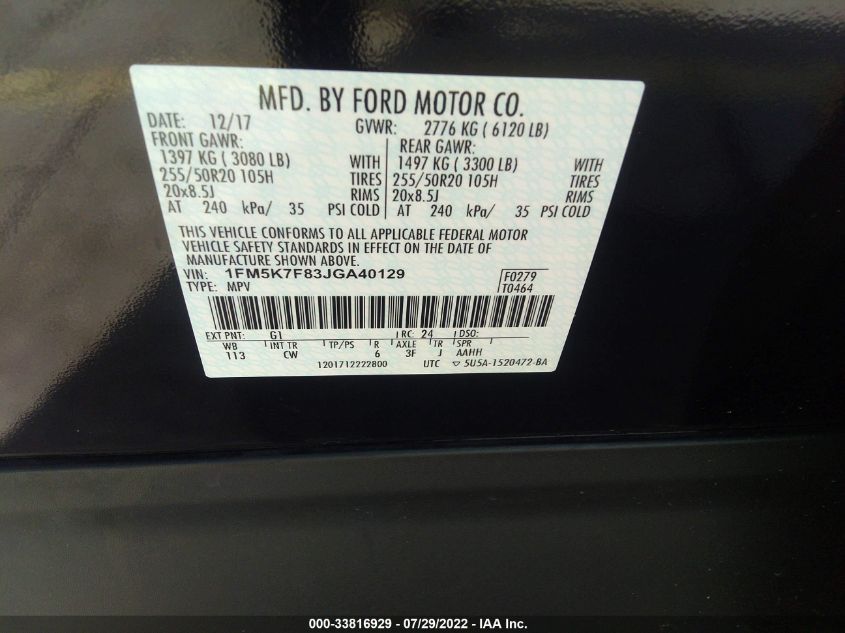 MFD. BY FORD MOTOR CO.
DATE: 12/17 GVWR: 2776 KG ( 6120 LB)
FRONT GAWR: REAR GAWR:
1397 KG ( 3080 LB) WITH 1497 KG ( 3300 LB) WITH
255/50R20 105H TIRES 255/50R20 105H TIRES
20x8.5J RIMS 20x8.5J RIMS
AT 240 kPa/ 35 PSI COLD AT 240 kPa/ 35 PSI COLD
THIS VEHICLE CONFORMS TO ALL APPLICABLE FEDERAL MOTOR
VEHICLE SAFETY STANDARDS IN EFFECT ON THE DATE OF
MANUFACTURE SHOWN ABOVE.
VIN: 1FM5K7F83JGA40129 F0279
TYPE: MPV T0464
EXT PNT: G1 RC: 24 DSO:
WB INT TR TP/PS R AXLE TR SPR
113 CW 6 3F J AAHH
1201712222800 UTC ▽ 5U5A-1520472-BA
000-33816929 - 07/29/2022 - IAA Inc.